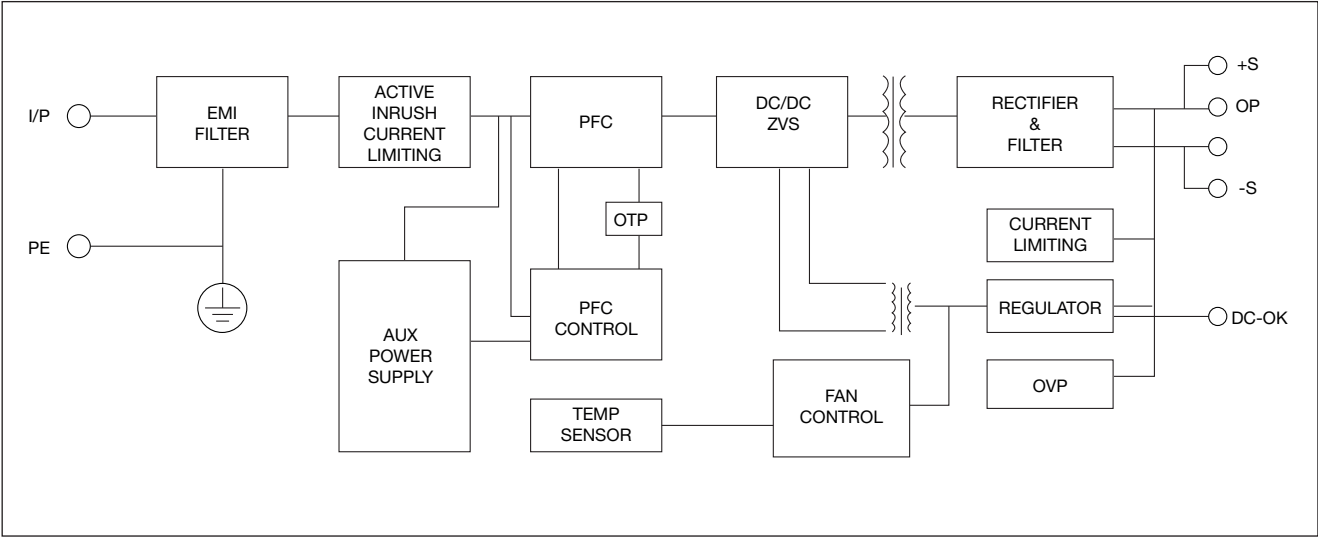 I/P
EMI
FILTER
ACTIVE
INRUSH
CURRENT
LIMITING
PFC
DC/DC
ZVS
RECTIFIER
&
FILTER
+S
OP
-S
PE
OTP
CURRENT
LIMITING
AUX
POWER
SUPPLY
PFC
CONTROL
REGULATOR
DC-OK
TEMP
SENSOR
FAN
CONTROL
OVP